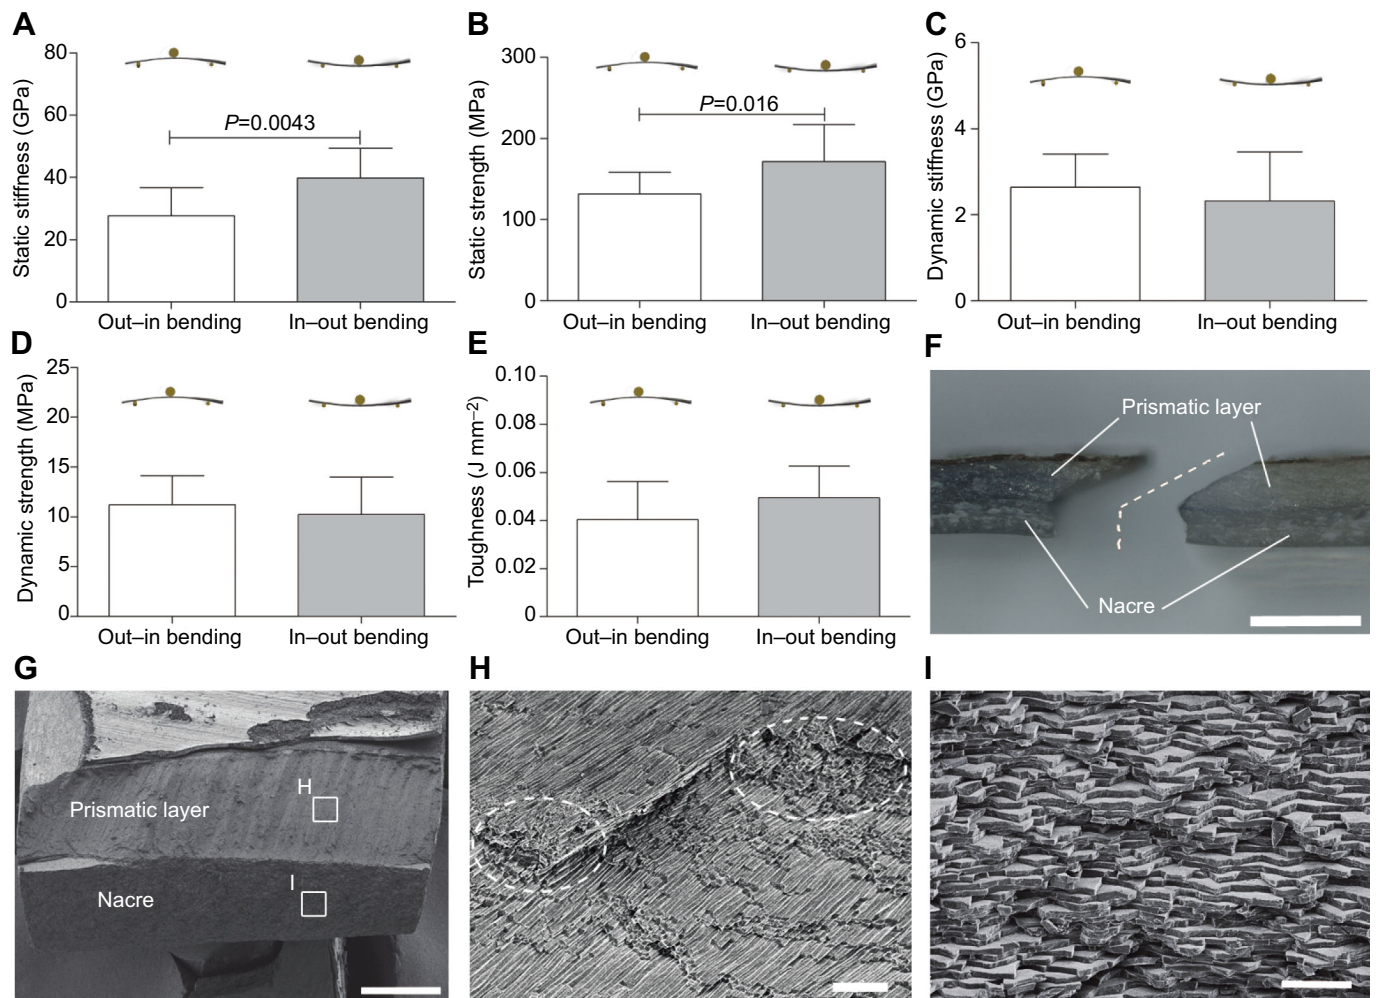 A
Static stiffness (GPa)
80
60
40
20
0
P=0.0043
Out–in bending
In–out bending
B
Static strength (MPa)
300
200
100
0
P=0.016
Out–in bending
In–out bending
C
Dynamic stiffness (GPa)
6
4
2
0
Out–in bending
In–out bending
D
Dynamic strength (MPa)
25
20
15
10
5
0
Out–in bending
In–out bending
E
Toughness (J mm−2)
0.10
0.08
0.06
0.04
0.02
0
Out–in bending
In–out bending
F
Prismatic layer
Nacre
G
Prismatic layer
H
Nacre
I
H
I